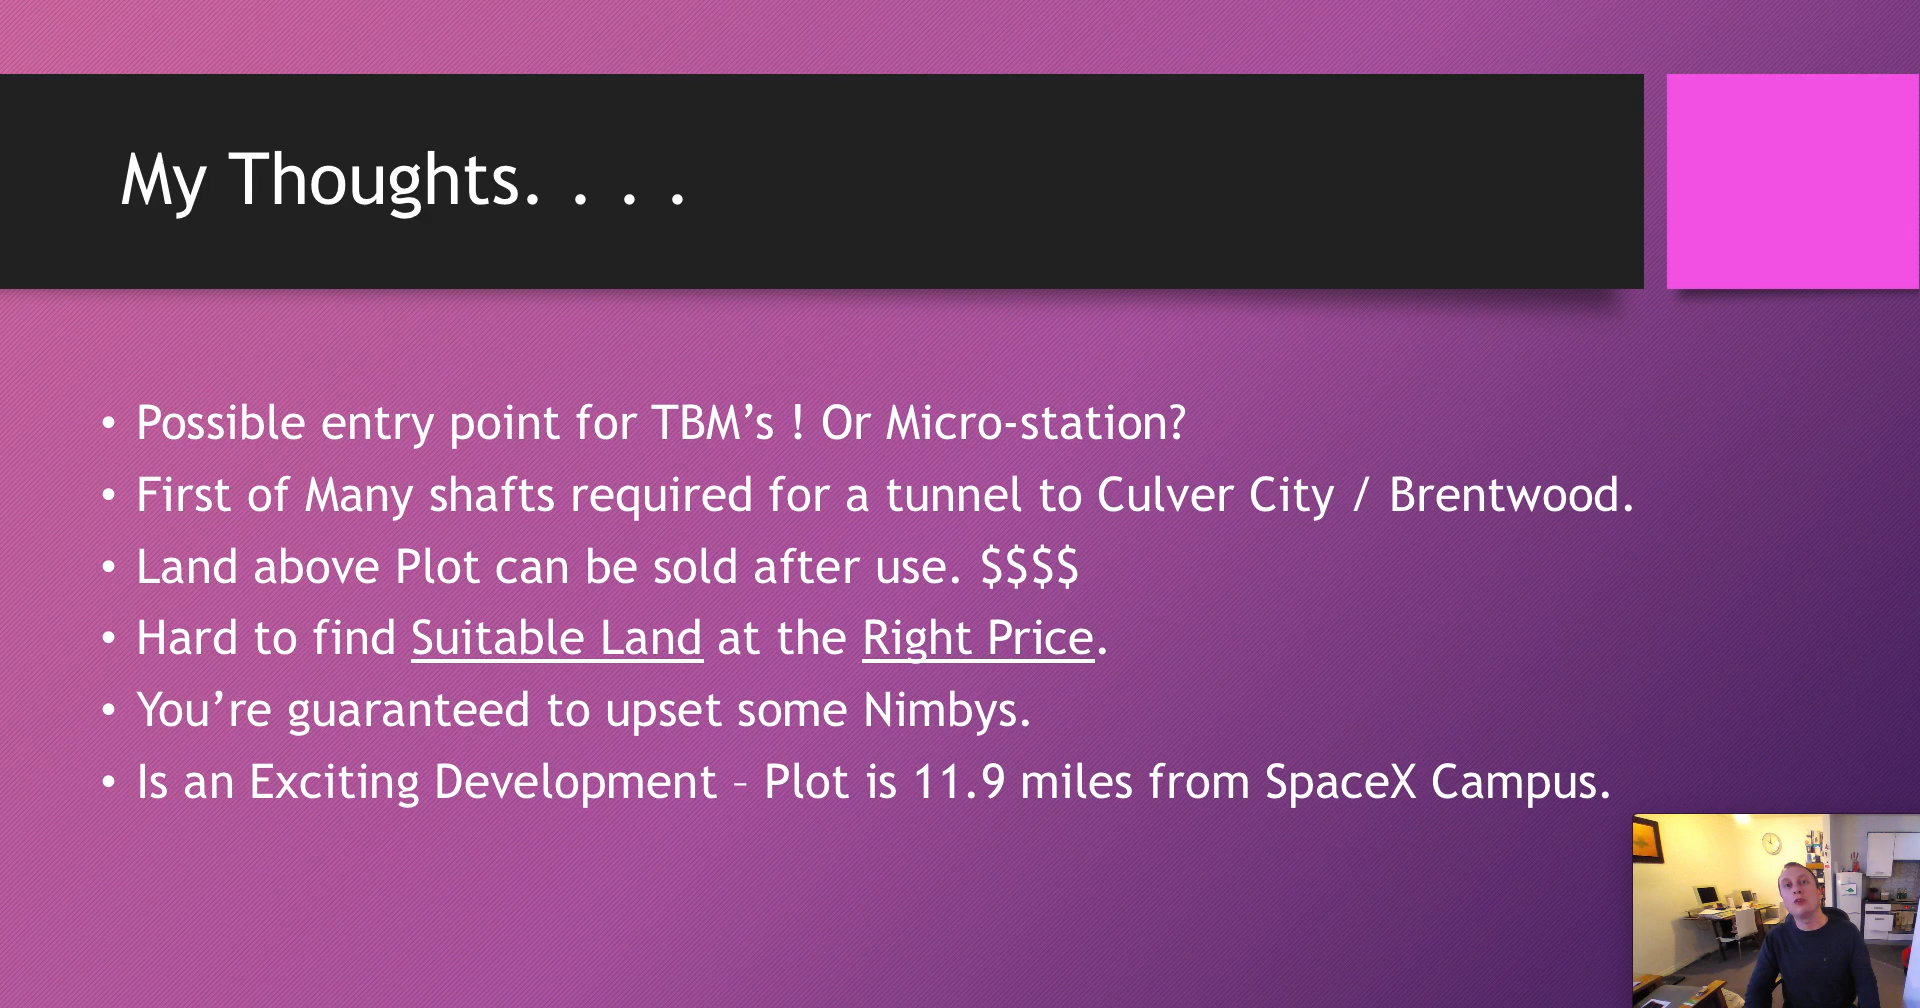 My Thoughts. . . .
• Possible entry point for TBM’s ! Or Micro-station?
• First of Many shafts required for a tunnel to Culver City / Brentwood.
• Land above Plot can be sold after use. $$$$
• Hard to find Suitable Land at the Right Price.
• You’re guaranteed to upset some Nimbys.
• Is an Exciting Development – Plot is 11.9 miles from SpaceX Campus.